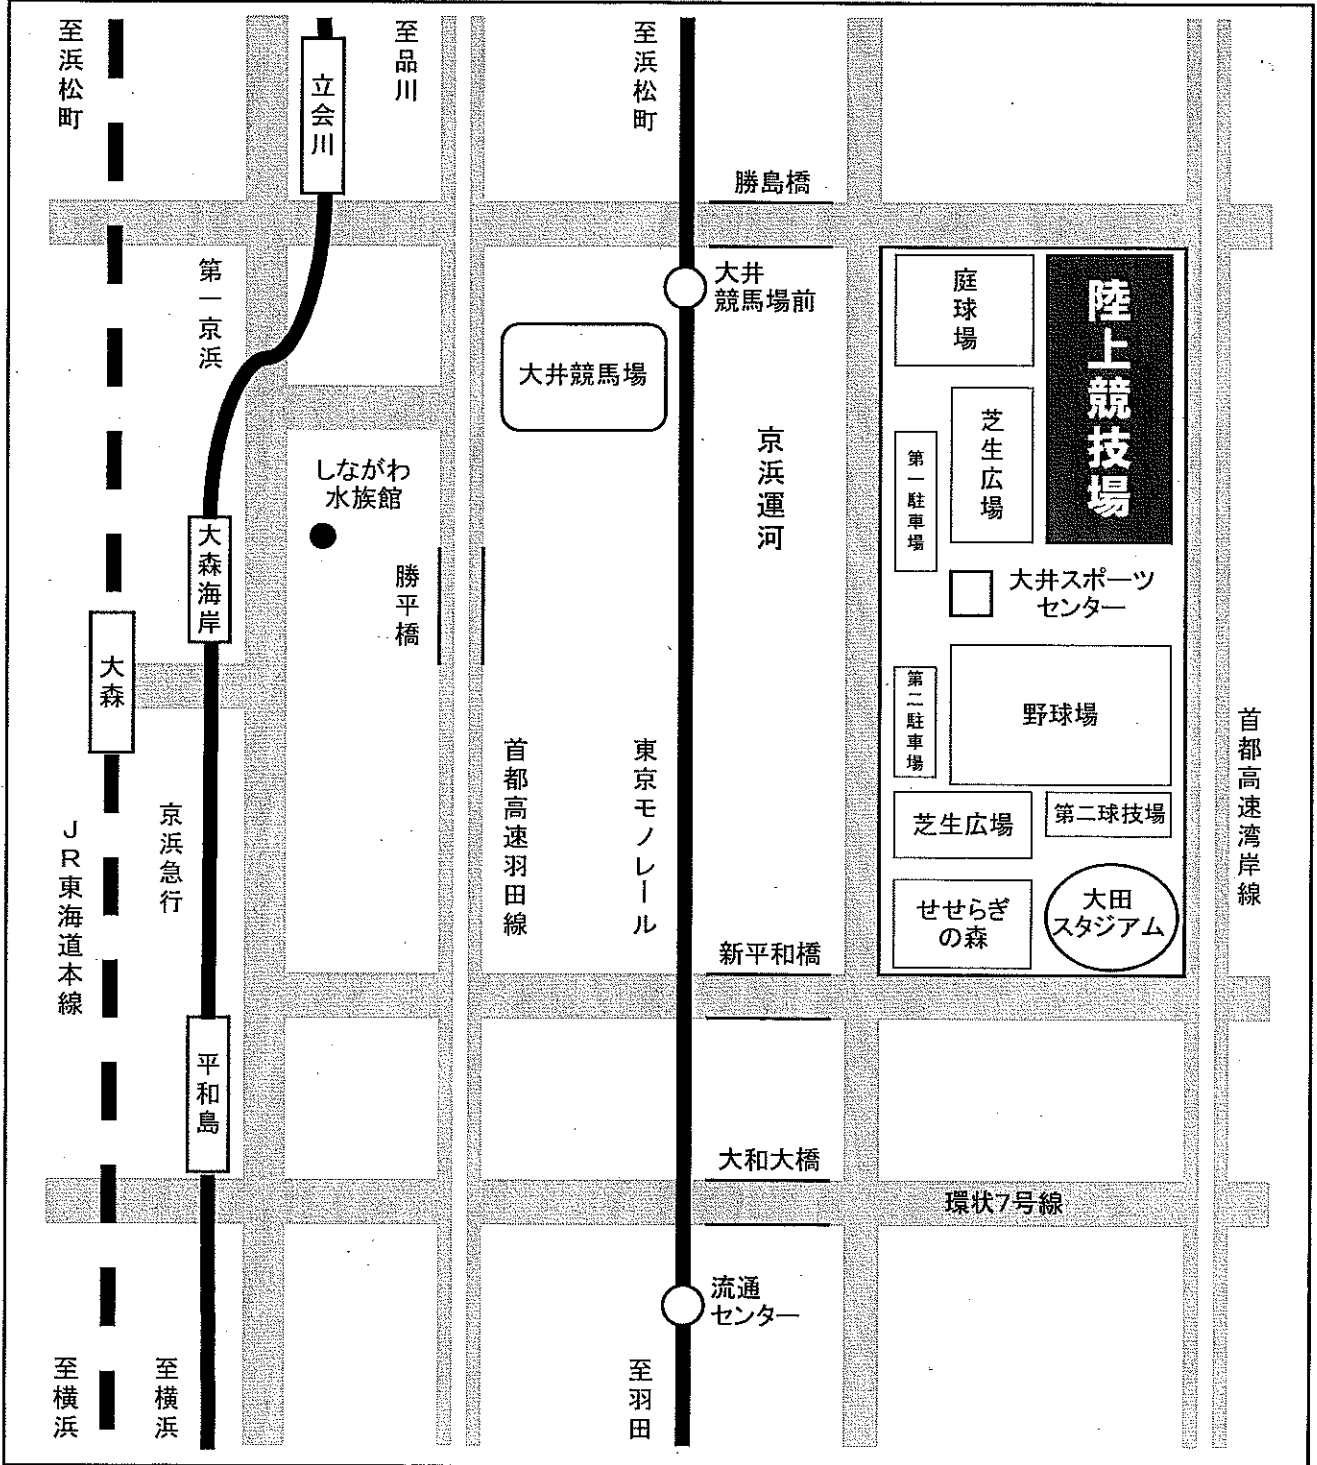 至浜松町
立会川
至品川
至浜松町
勝島橋
第一京浜
大井
競馬場前
大井競馬場
京浜運河
庭球場
陸上競技場
芝生広場
第一駐車場
しながわ
水族館
大森海岸
勝平橋
大井スポーツ
センター
大森
第二駐車場
野球場
首都高速湾岸線
首都高速羽田線
東京モノレール
京浜急行
JR東海道本線
芝生広場
第二球技場
せせらぎ
の森
大田
スタジアム
新平和橋
平和島
大和大橋
環状7号線
流通
センター
至横浜
至横浜
至羽田